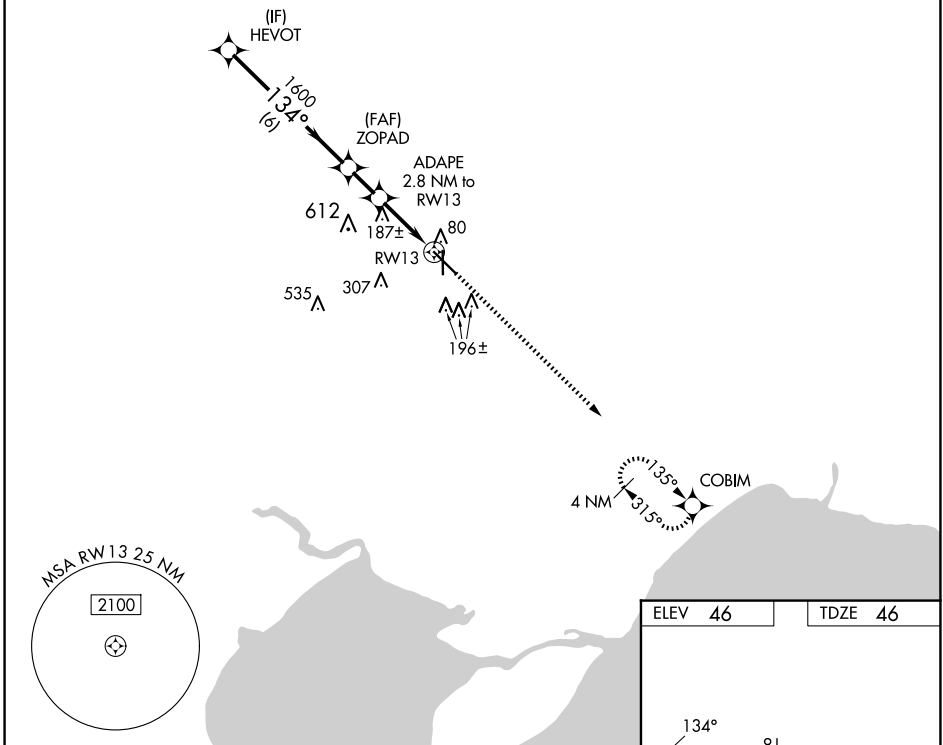 (IF)
HEVOT
1600
134°
(6)
(FAF)
ZOPAD
ADAPE
2.8 NM to
RW13
612
187±
80
RW13
307
535
196±
135°
COBIM
4 NM
315°
MSA RW13 25 NM
2100
ELEV 46
TDZE 46
134°